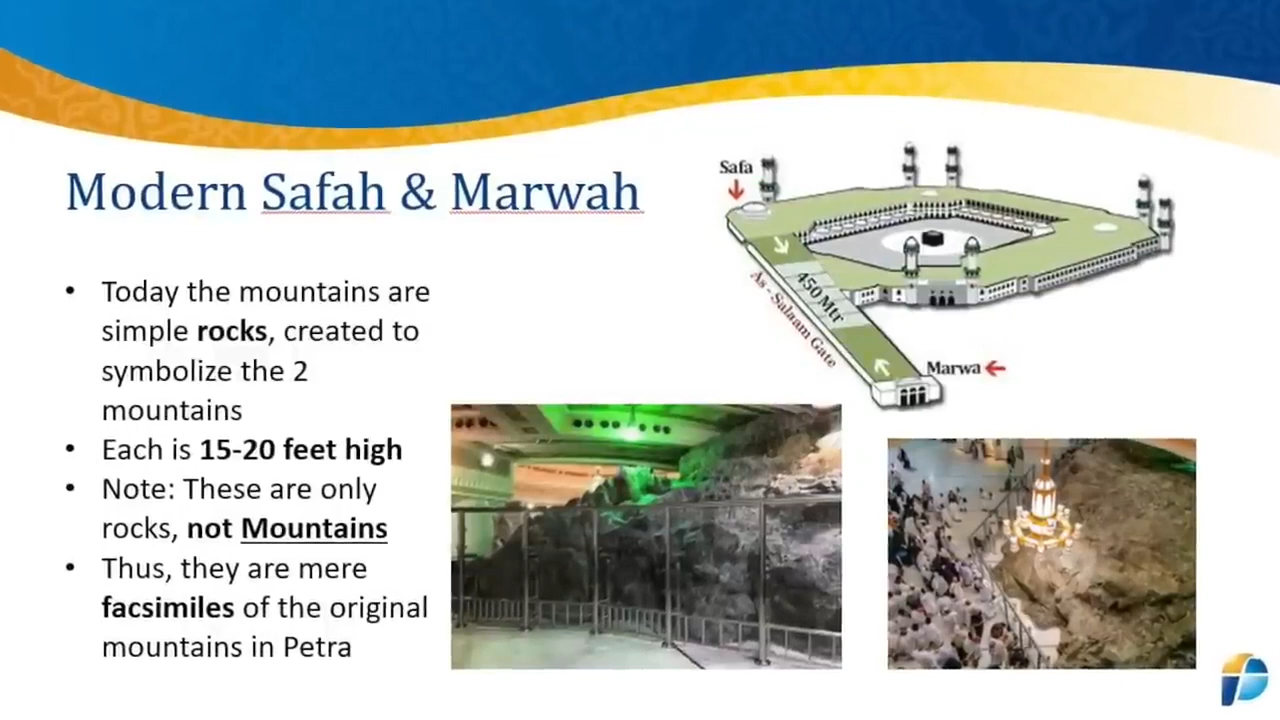 Modern Safah & Marwah
• Today the mountains are
simple rocks, created to
symbolize the 2
mountains
• Each is 15-20 feet high
• Note: These are only
rocks, not Mountains
• Thus, they are mere
facsimiles of the original
mountains in Petra
Safa
450 Mtr
As - Salaam Gate
Marwa